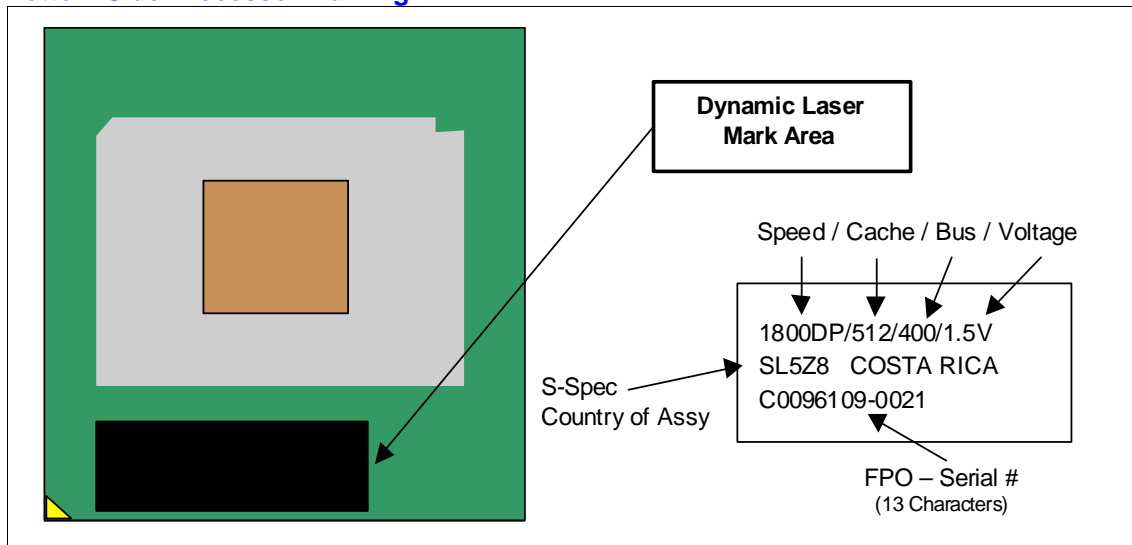 Dynamic Laser
Mark Area
Speed / Cache / Bus / Voltage
1800DP/512/400/1.5V
SL5Z8 COSTA RICA
C0096109-0021
S-Spec
Country of Assy
FPO – Serial #
(13 Characters)